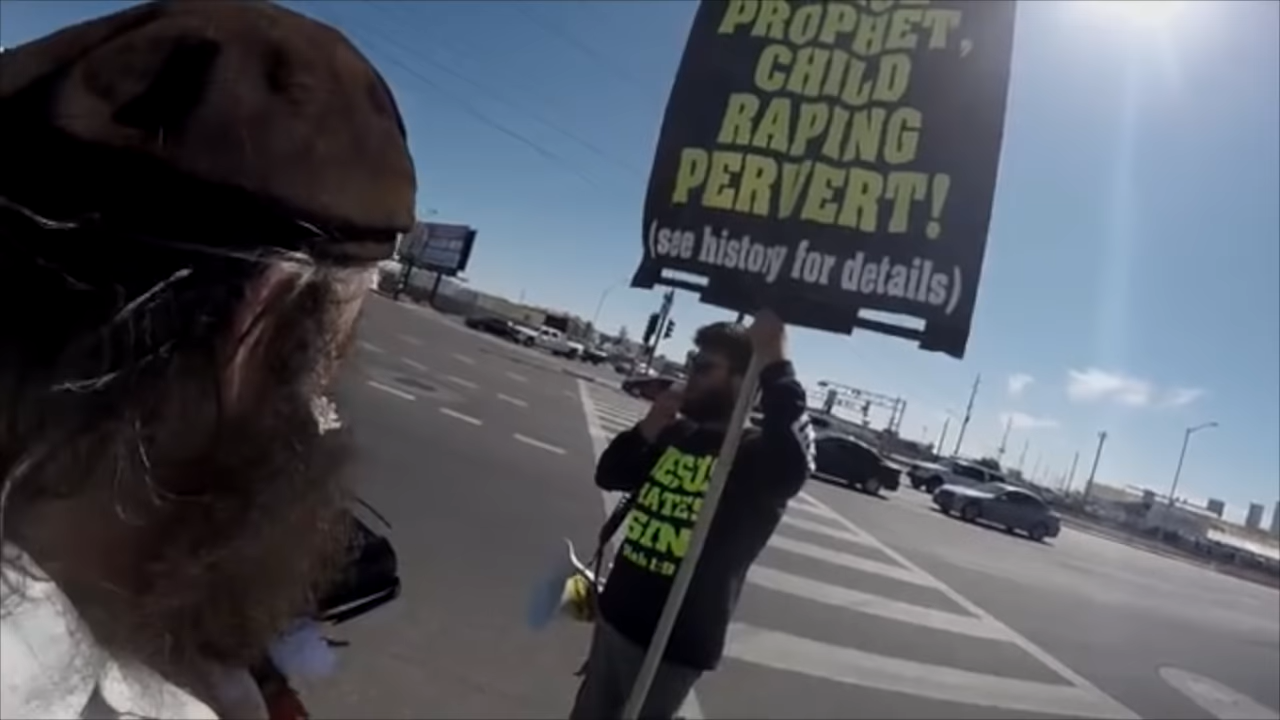 PROPHET,
CHILD
RAPING
PERVERT!
(see history for details)
JESUS
HATES
SIN